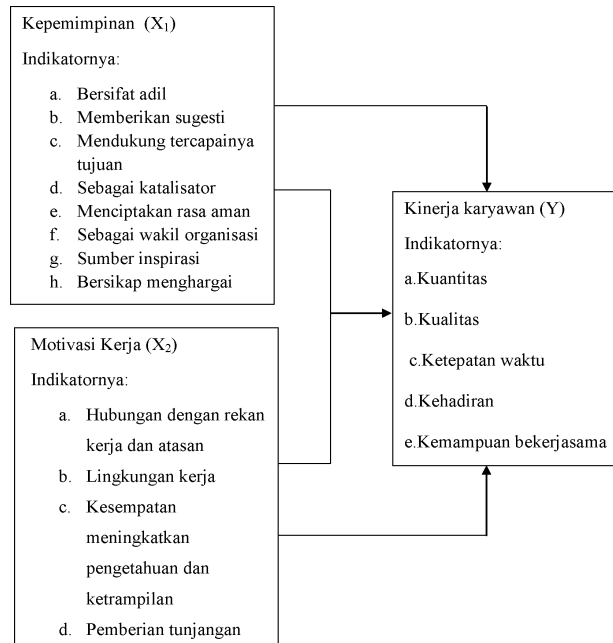 Kepemimpinan (X₁)
Indikatornya:
a. Bersifat adil
b. Memberikan sugesti
c. Mendukung tercapainya
tujuan
d. Sebagai katalisator
e. Menciptakan rasa aman
f. Sebagai wakil organisasi
g. Sumber inspirasi
h. Bersikap menghargai
Motivasi Kerja (X₂)
Indikatornya:
a. Hubungan dengan rekan
kerja dan atasan
b. Lingkungan kerja
c. Kesempatan
meningkatkan
pengetahuan dan
ketrampilan
d. Pemberian tunjangan
Kinerja karyawan (Y)
Indikatornya:
a.Kuantitas
b.Kualitas
c.Ketepatan waktu
d.Kehadiran
e.Kemampuan bekerjasama